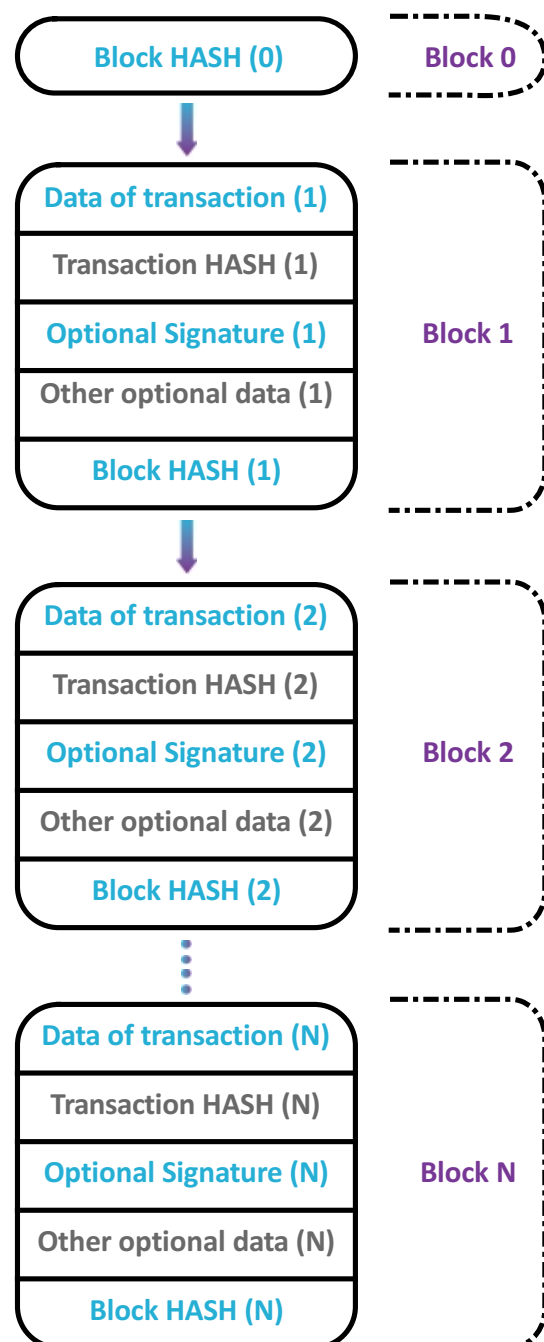 Block HASH (0)
Block 0
Data of transaction (1)
Transaction HASH (1)
Optional Signature (1)
Block 1
Other optional data (1)
Block HASH (1)
Data of transaction (2)
Transaction HASH (2)
Optional Signature (2)
Block 2
Other optional data (2)
Block HASH (2)
Data of transaction (N)
Transaction HASH (N)
Optional Signature (N)
Block N
Other optional data (N)
Block HASH (N)